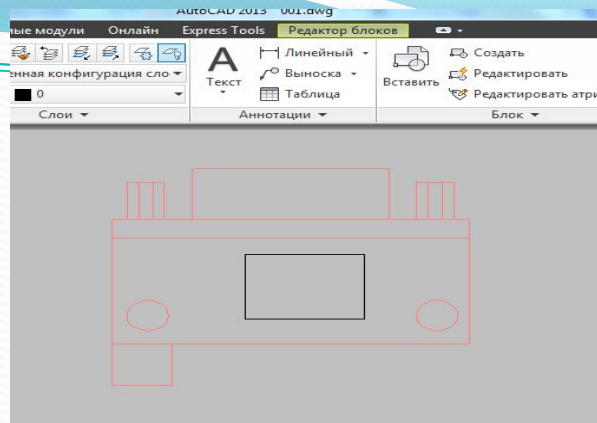 AutoCAD 2013 001.dwg
ные модули Онлайн Express Tools Редактор блоков
Линейный Создать
Текст Выноска Вставить Редактировать
енная конфигурация сло
0 Таблица Редактировать атри
Слои Аннотации Блок